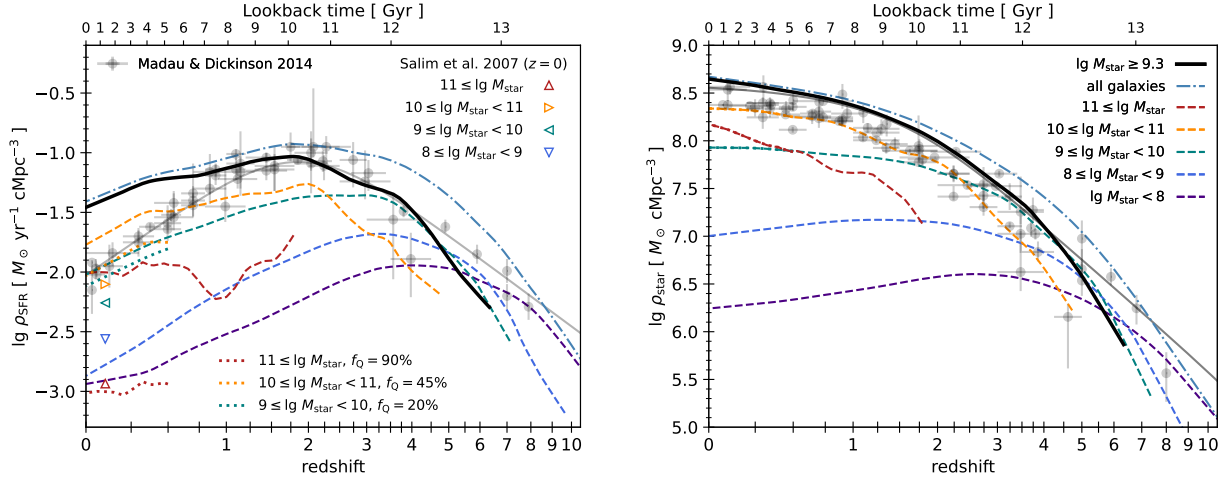 Lookback time [ Gyr ]
0 1 2 3 4 5 6 7 8 9 10 11 12 13
Madau & Dickinson 2014
Salim et al. 2007 (z = 0)
11 ≤ lg M_star
10 ≤ lg M_star < 11
9 ≤ lg M_star < 10
8 ≤ lg M_star < 9
lg ρ_SFR [ M_⊙ yr⁻¹ cMpc⁻³ ]
−0.5
−1.0
−1.5
−2.0
−2.5
−3.0
11 ≤ lg M_star, f_Q = 90%
10 ≤ lg M_star < 11, f_Q = 45%
9 ≤ lg M_star < 10, f_Q = 20%
0 1 2 3 4 5 6 7 8 9 10
redshift
Lookback time [ Gyr ]
0 1 2 3 4 5 6 7 8 9 10 11 12 13
lg M_star ≥ 9.3
all galaxies
11 ≤ lg M_star
10 ≤ lg M_star < 11
9 ≤ lg M_star < 10
8 ≤ lg M_star < 9
lg M_star < 8
lg ρ_star [ M_⊙ cMpc⁻³ ]
9.0
8.5
8.0
7.5
7.0
6.5
6.0
5.5
5.0
0 1 2 3 4 5 6 7 8 9 10
redshift